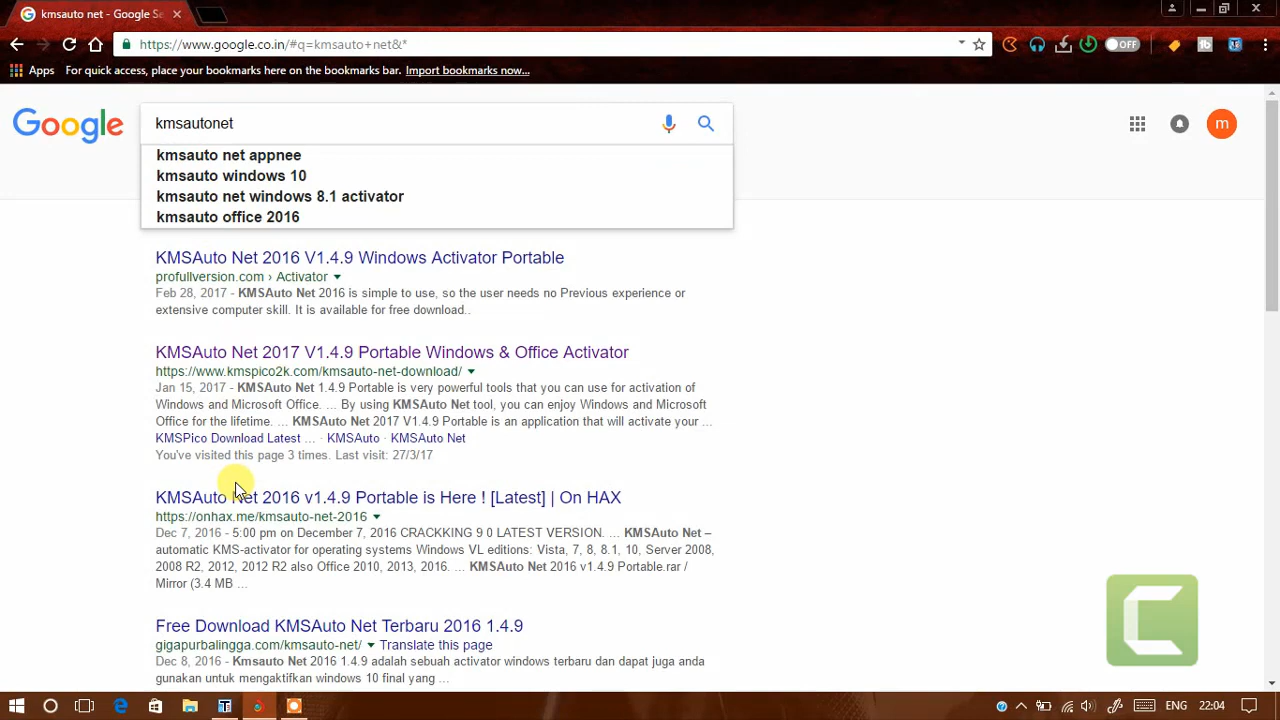 kmsauto net - Google Se
https://www.google.co.in/#q=kmsauto+net&*
OFF
Apps For quick access, place your bookmarks here on the bookmarks bar. Import bookmarks now...
Google
kmsautonet
m
kmsauto net appnee
kmsauto windows 10
kmsauto net windows 8.1 activator
kmsauto office 2016
KMSAuto Net 2016 V1.4.9 Windows Activator Portable
profullversion.com › Activator
Feb 28, 2017 - KMSAuto Net 2016 is simple to use, so the user needs no Previous experience or
extensive computer skill. It is available for free download..
KMSAuto Net 2017 V1.4.9 Portable Windows & Office Activator
https://www.kmspico2k.com/kmsauto-net-download/
Jan 15, 2017 - KMSAuto Net 1.4.9 Portable is very powerful tools that you can use for activation of
Windows and Microsoft Office. ... By using KMSAuto Net tool, you can enjoy Windows and Microsoft
Office for the lifetime. ... KMSAuto Net 2017 V1.4.9 Portable is an application that will activate your ...
KMSPico Download Latest ... · KMSAuto · KMSAuto Net
You've visited this page 3 times. Last visit: 27/3/17
KMSAuto Net 2016 v1.4.9 Portable is Here ! [Latest] | On HAX
https://onhax.me/kmsauto-net-2016
Dec 7, 2016 - 5:00 pm on December 7, 2016 CRACKKING 9 0 LATEST VERSION. ... KMSAuto Net –
automatic KMS-activator for operating systems Windows VL editions: Vista, 7, 8, 8.1, 10, Server 2008,
2008 R2, 2012, 2012 R2 also Office 2010, 2013, 2016. ... KMSAuto Net 2016 v1.4.9 Portable.rar /
Mirror (3.4 MB ...
Free Download KMSAuto Net Terbaru 2016 1.4.9
gigapurbalingga.com/kmsauto-net/ Translate this page
Dec 8, 2016 - Kmsauto Net 2016 1.4.9 adalah sebuah activator windows terbaru dan dapat juga anda
gunakan untuk mengaktifkan windows 10 final yang ...
ENG 22:04